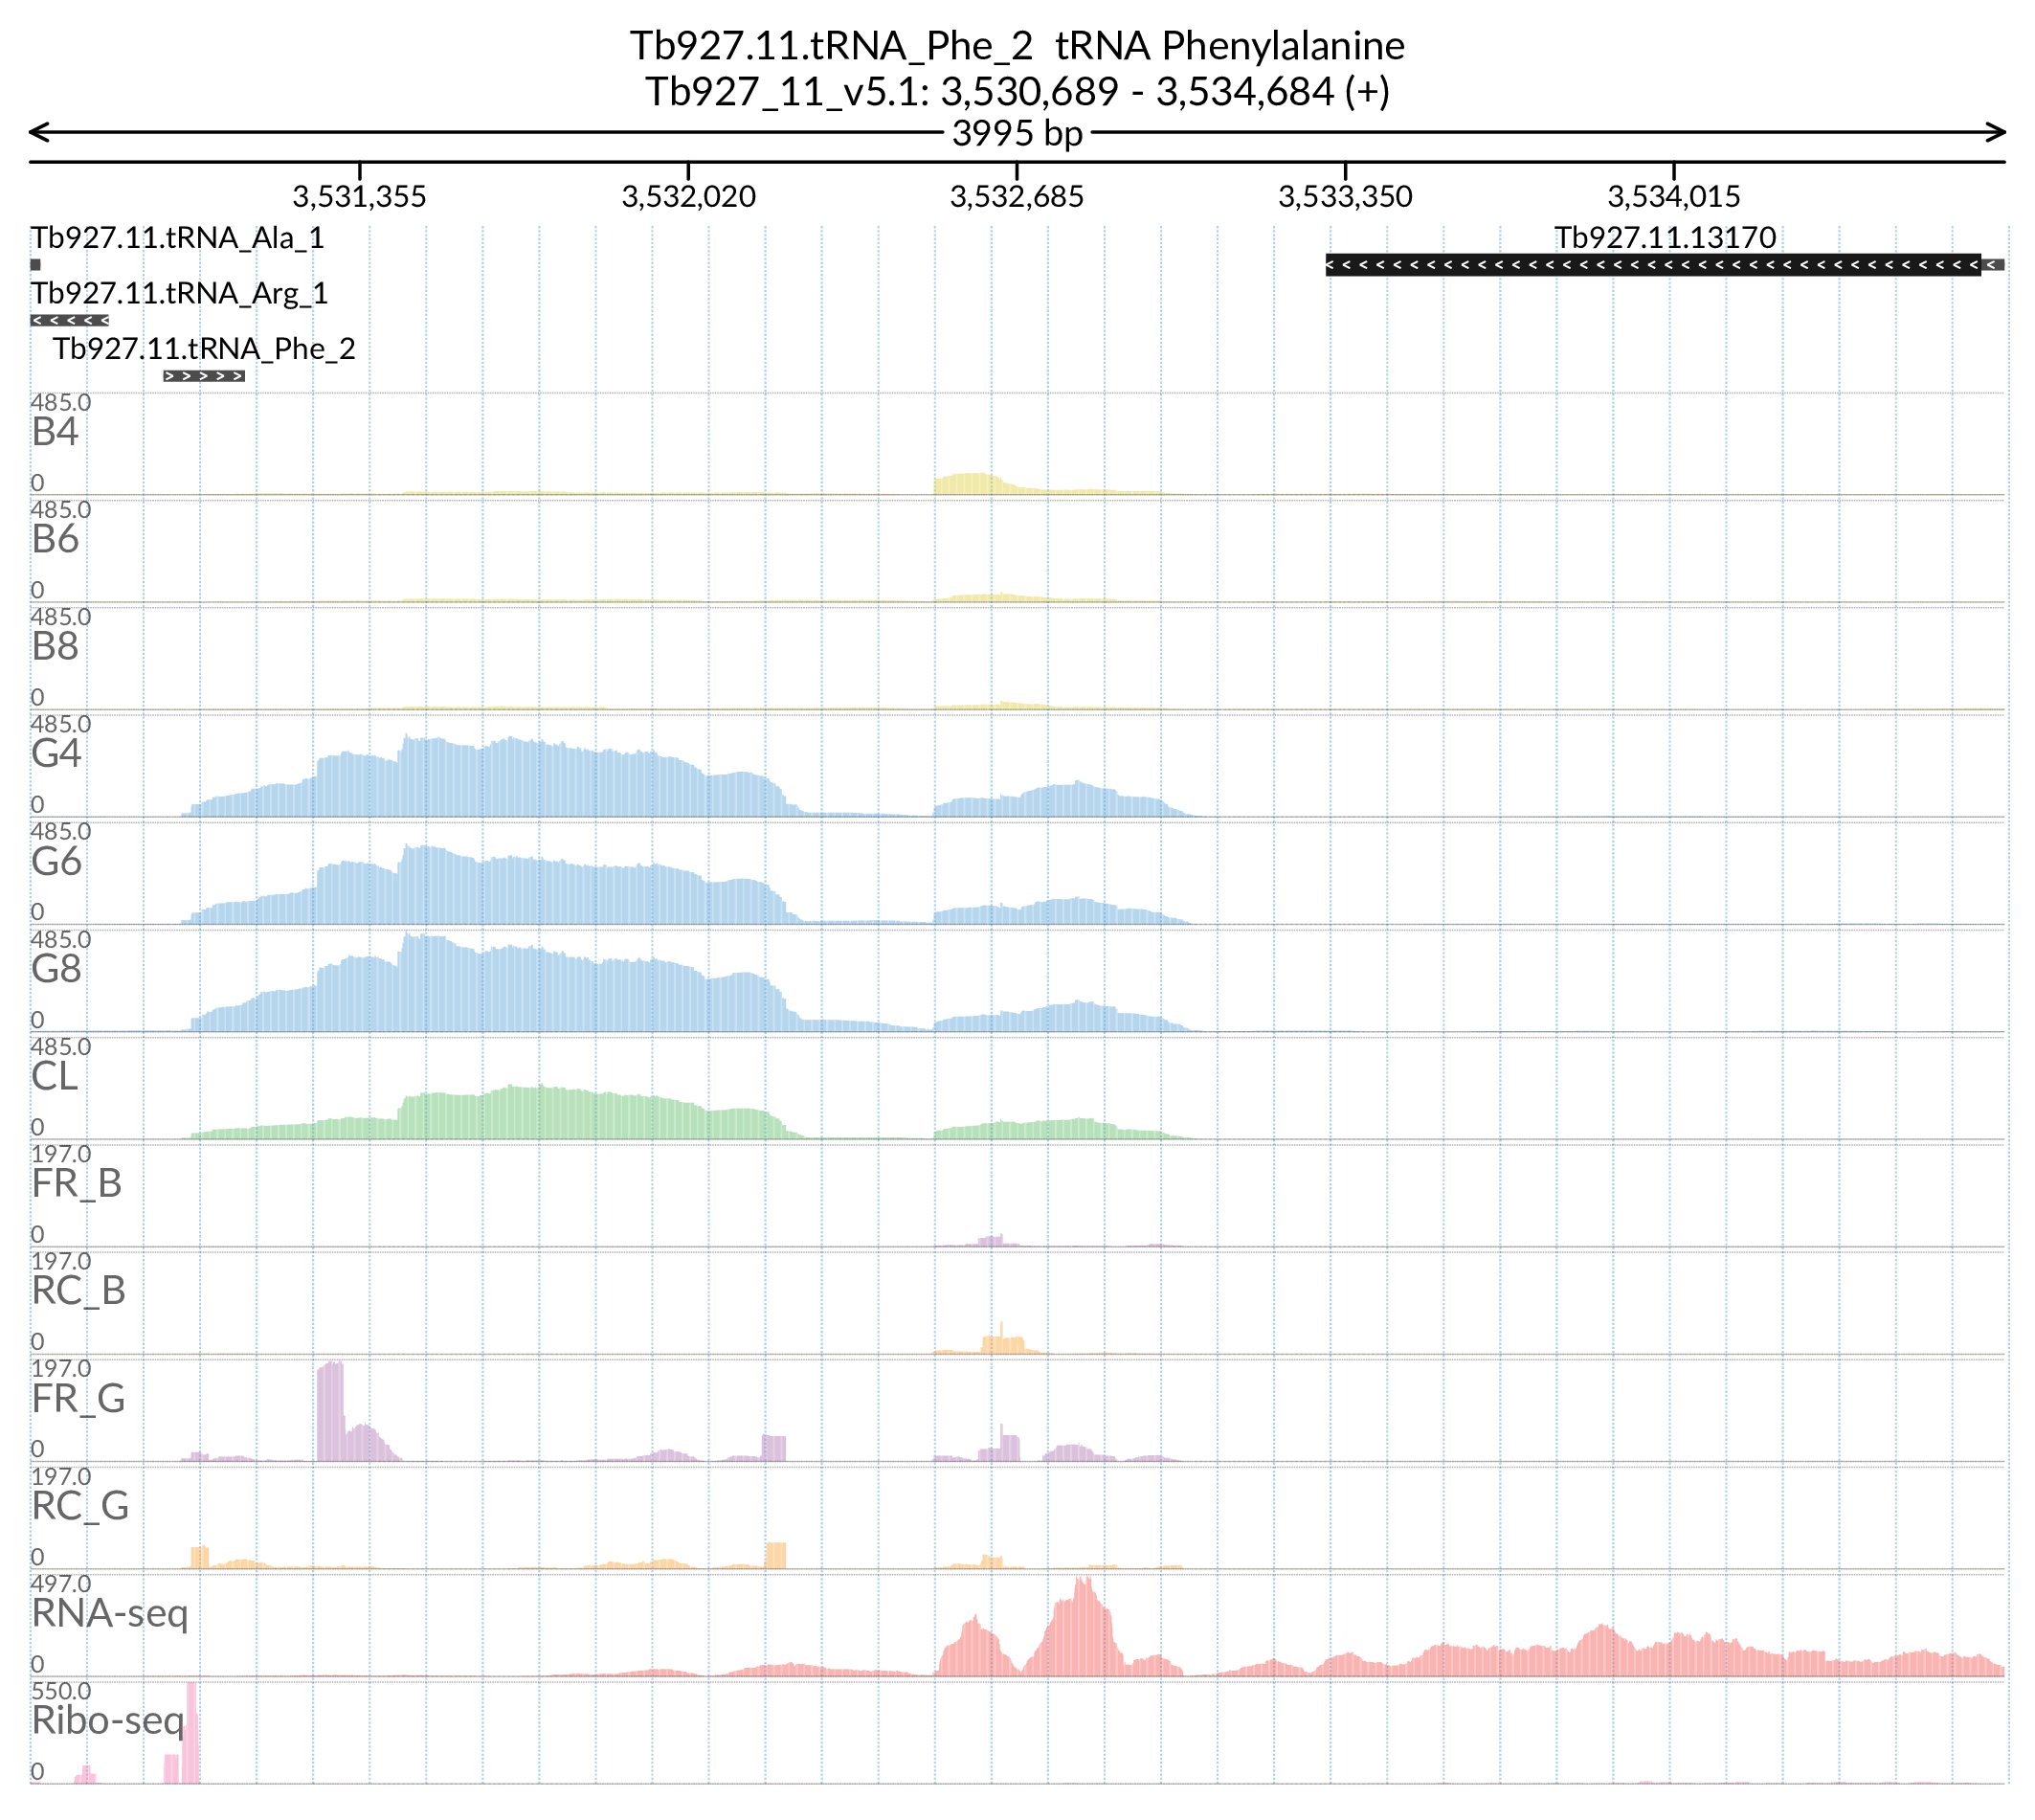 Tb927.11.tRNA_Phe_2 tRNA Phenylalanine
Tb927_11_v5.1: 3,530,689 - 3,534,684 (+)
3995 bp
3,531,355 3,532,020 3,532,685 3,533,350 3,534,015
Tb927.11.tRNA_Ala_1 Tb927.11.13170
Tb927.11.tRNA_Arg_1
Tb927.11.tRNA_Phe_2
485.0
B4
0
485.0
B6
0
485.0
B8
0
485.0
G4
0
485.0
G6
0
485.0
G8
0
485.0
CL
0
197.0
FR_B
0
197.0
RC_B
0
197.0
FR_G
0
197.0
RC_G
0
497.0
RNA-seq
0
550.0
Ribo-seq
0